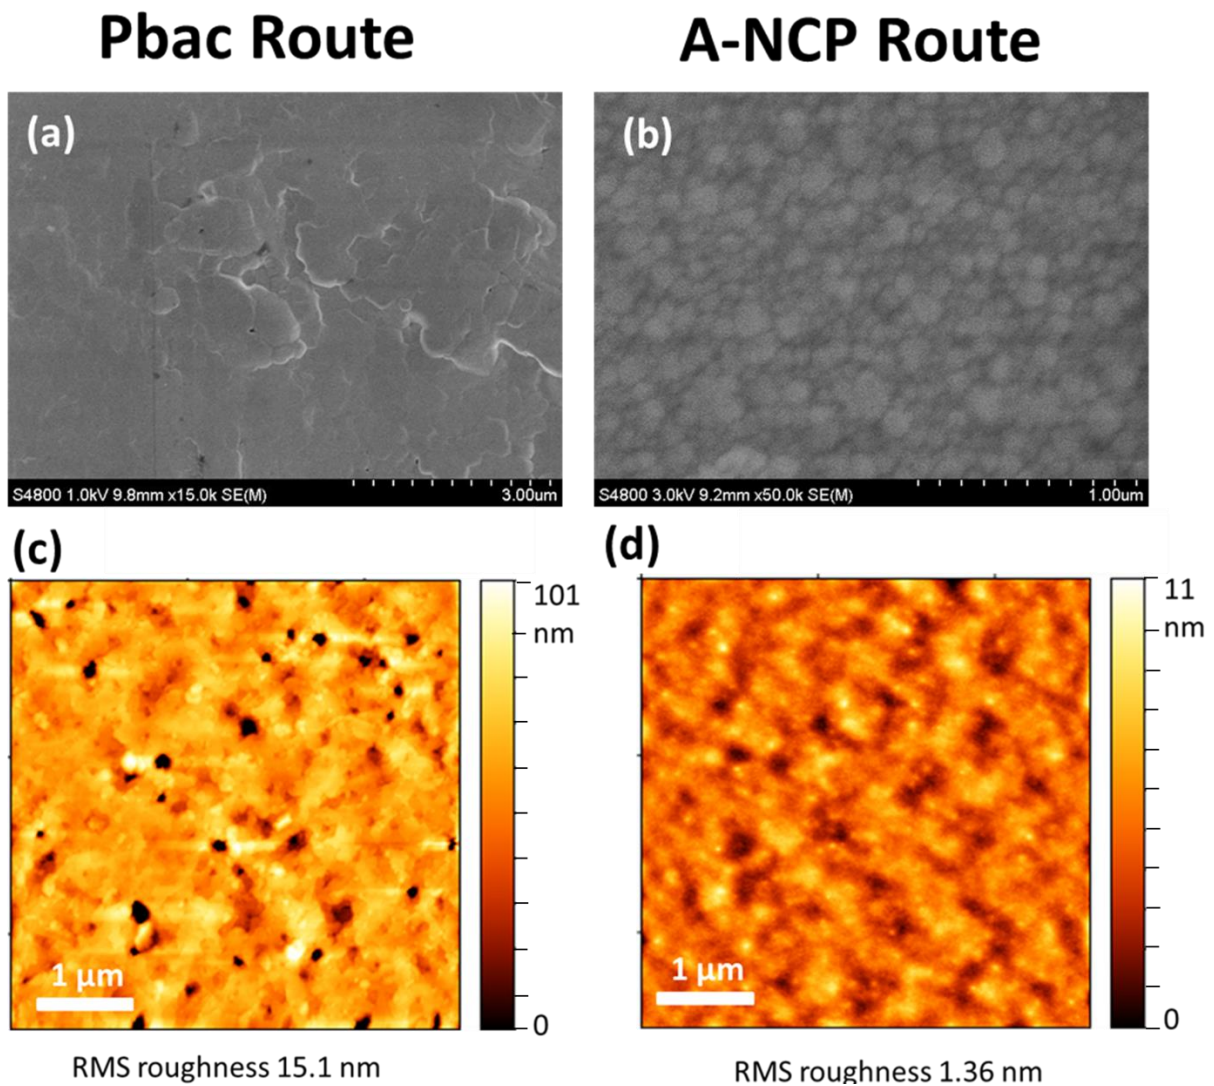 Pbac Route
A-NCP Route
(a)
S4800 1.0kV 9.8mm x15.0k SE(M)
3.00um
(b)
S4800 3.0kV 9.2mm x50.0k SE(M)
1.00um
(c)
101
nm
0
1 μm
RMS roughness 15.1 nm
(d)
11
nm
0
1 μm
RMS roughness 1.36 nm